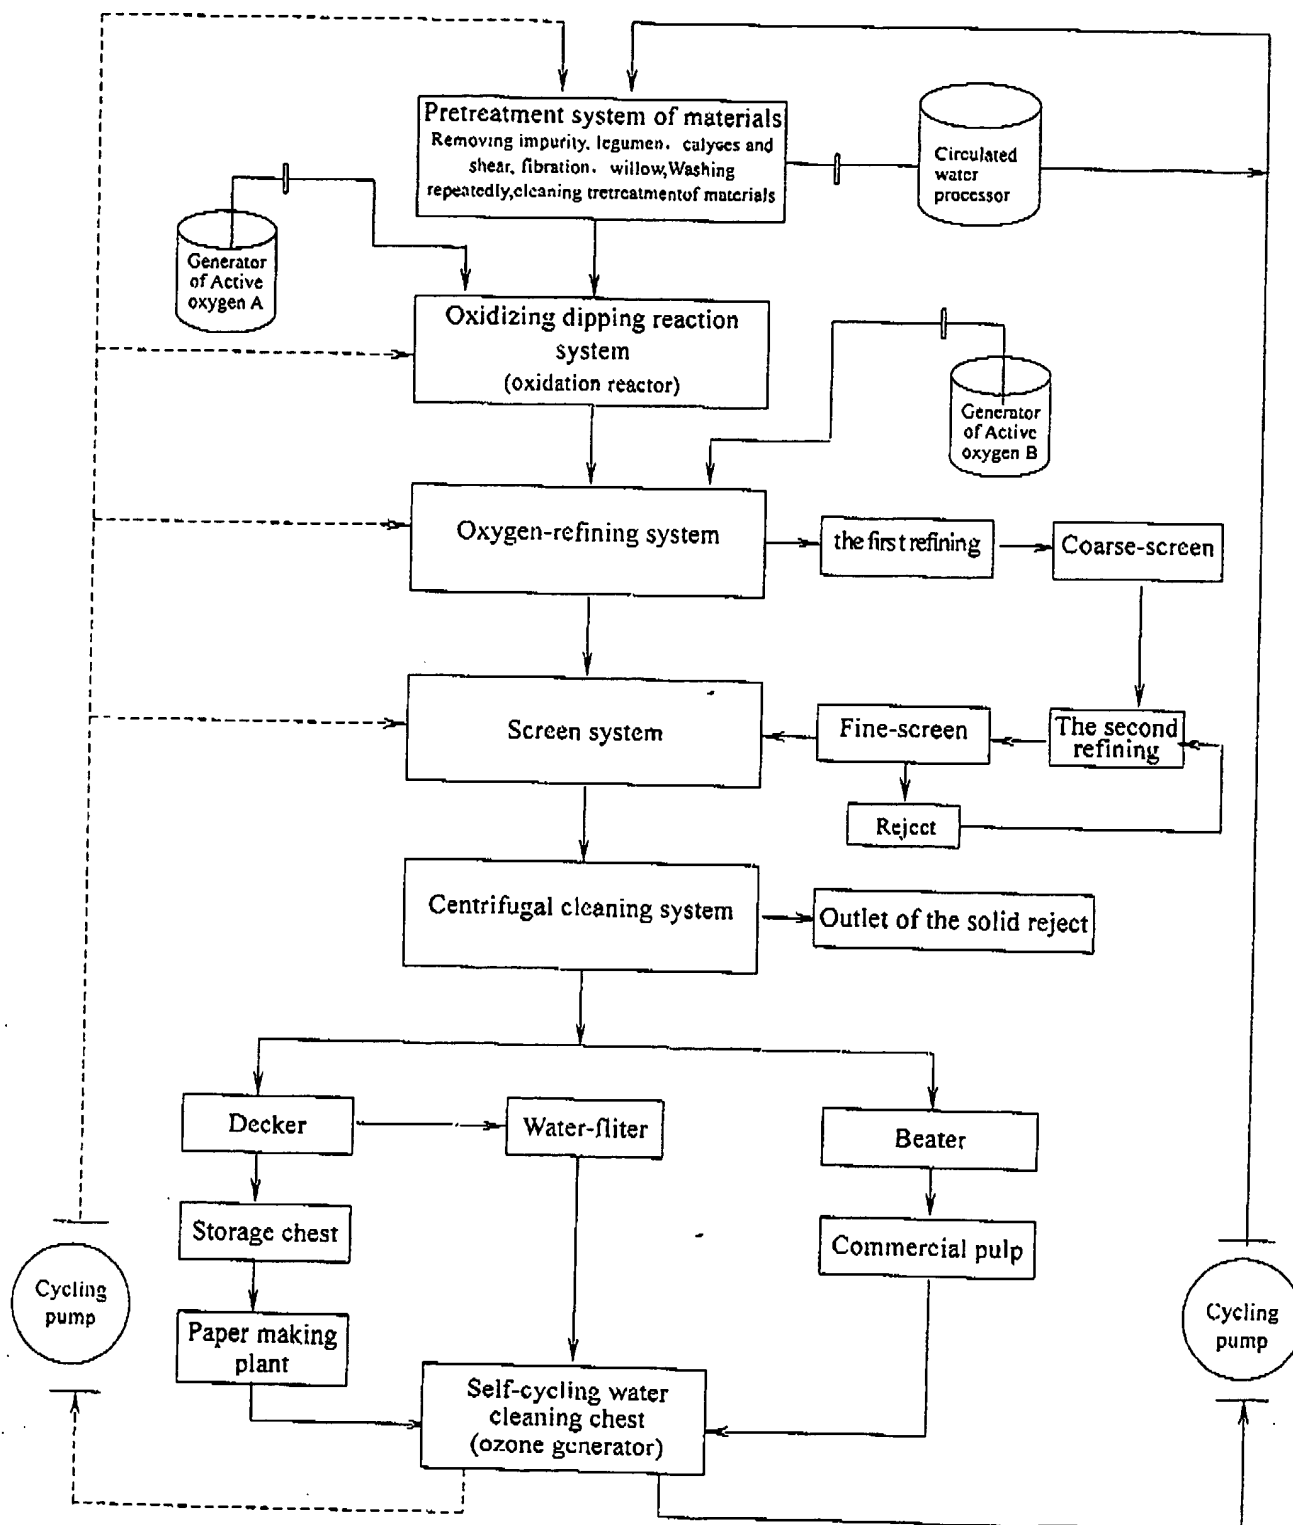 Pretreatment system of materials
Removing impurity, legumen, calyces and
shear, fibration, willow,Washing
repeatedly,cleaning tretreatmentof materials
Circulated
water
processor
Generator
of Active
oxygen A
Oxidizing dipping reaction
system
(oxidation reactor)
Generator
of Active
oxygen B
Oxygen-refining system
the first refining
Coarse-screen
Screen system
Fine-screen
The second
refining
Reject
Centrifugal cleaning system
Outlet of the solid reject
Decker
Water-fliter
Beater
Storage chest
Commercial pulp
Cycling
pump
Paper making
plant
Cycling
pump
Self-cycling water
cleaning chest
(ozone generator)